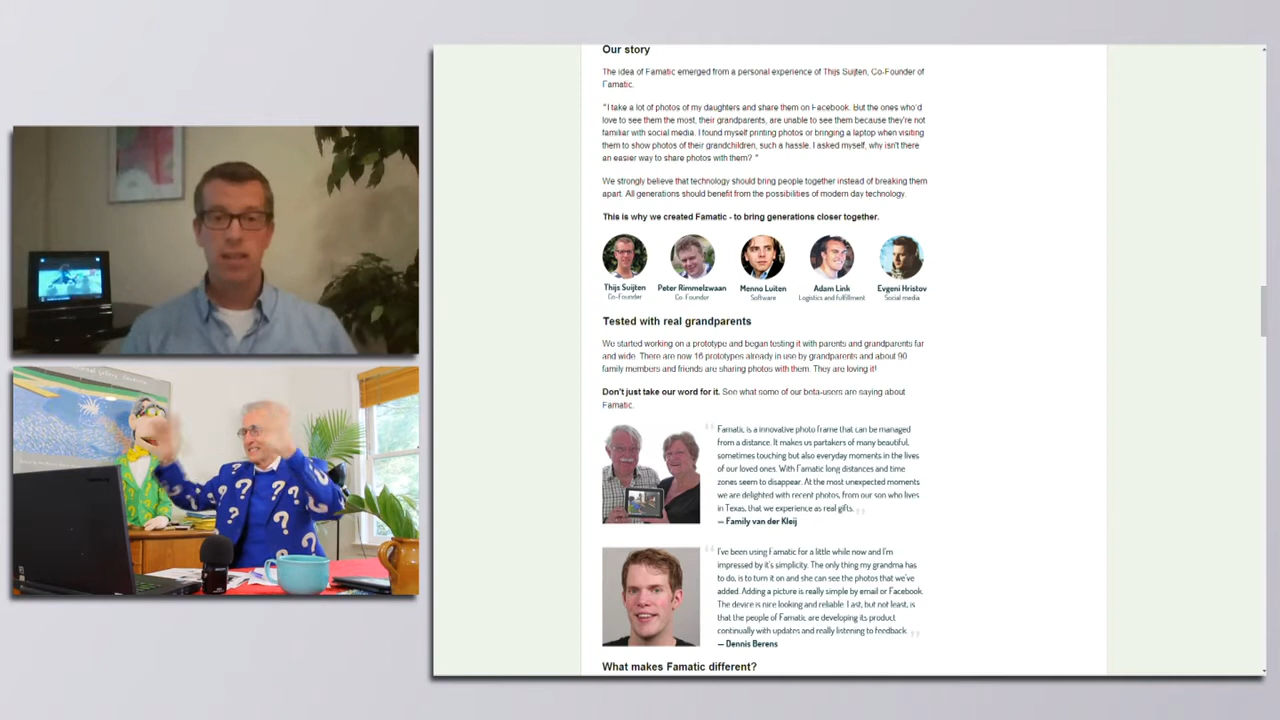 Our story
The idea of Famatic emerged from a personal experience of Thijs Suijten, Co-Founder of
Famatic.
"I take a lot of photos of my daughters and share them on Facebook. But the ones who'd
love to see them the most, their grandparents, are unable to see them because they're not
familiar with social media. I found myself printing photos or bringing a laptop when visiting
them to show photos of their grandchildren, such a hassle. I asked myself, why isn't there
an easier way to share photos with them? "
We strongly believe that technology should bring people together instead of breaking them
apart. All generations should benefit from the possibilities of modern day technology.
This is why we created Famatic - to bring generations closer together.
Thijs Suijten
Co-Founder
Peter Rimmelzwaan
Co-Founder
Menno Luiten
Software
Adam Link
Logistics and fulfillment
Evgeni Hristov
Social media
Tested with real grandparents
We started working on a prototype and began testing it with parents and grandparents far
and wide. There are now 16 prototypes already in use by grandparents and about 90
family members and friends are sharing photos with them. They are loving it!
Don't just take our word for it. See what some of our beta-users are saying about
Famatic.
" Famatic is a innovative photo frame that can be managed
from a distance. It makes us partakers of many beautiful,
sometimes touching but also everyday moments in the lives
of our loved ones. With Famatic long distances and time
zones seem to disappear. At the most unexpected moments
we are delighted with recent photos, from our son who lives
in Texas, that we experience as real gifts. "
— Family van der Kleij
" I've been using Famatic for a little while now and I'm
impressed by it's simplicity. The only thing my grandma has
to do, is to turn it on and she can see the photos that we've
added. Adding a picture is really simple by email or Facebook.
The device is nice looking and reliable. Last, but not least, is
that the people of Famatic are developing its product
continually with updates and really listening to feedback. "
— Dennis Berens
What makes Famatic different?